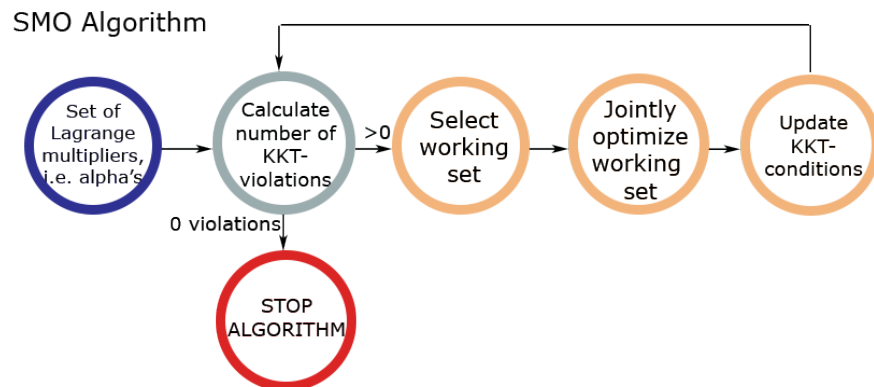 SMO Algorithm
Set of
Lagrange
multipliers,
i.e. alpha's
Calculate
number of
KKT-
violations
>0
Select
working
set
Jointly
optimize
working
set
Update
KKT-
conditions
0 violations
STOP
ALGORITHM